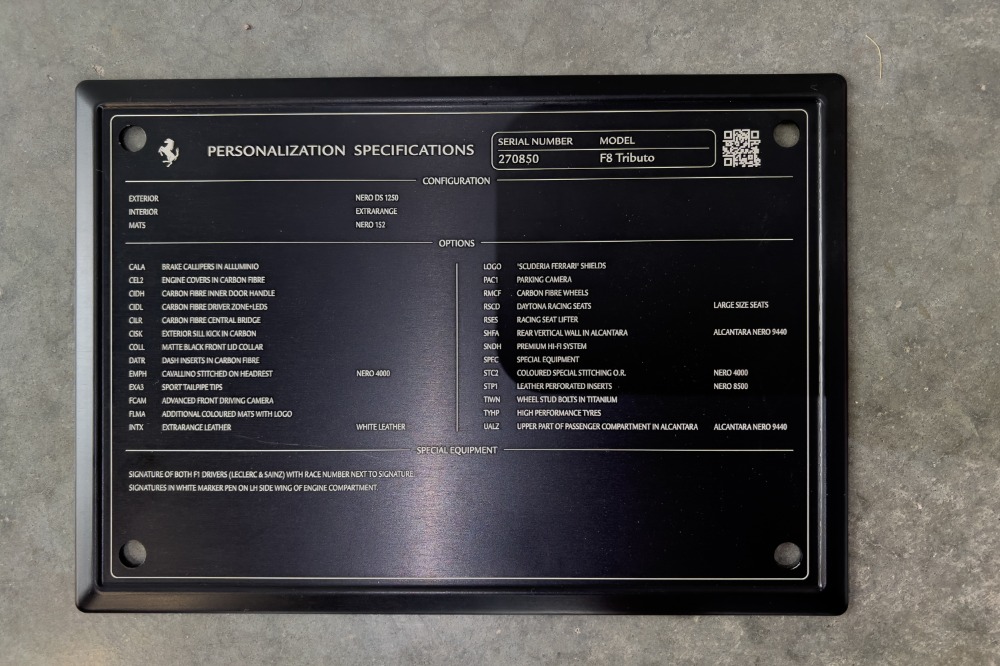 PERSONALIZATION SPECIFICATIONS
SERIAL NUMBER MODEL
270850 F8 Tributo
CONFIGURATION
EXTERIOR NERO DS 1250
INTERIOR EXTRARANGE
MATS NERO 152
OPTIONS
CALA BRAKE CALLIPERS IN ALLUMINIO
CEL2 ENGINE COVERS IN CARBON FIBRE
CIDH CARBON FIBRE INNER DOOR HANDLE
CIDL CARBON FIBRE DRIVER ZONE+LEDS
CILR CARBON FIBRE CENTRAL BRIDGE
CISK EXTERIOR SILL KICK IN CARBON
COLL MATTE BLACK FRONT LID COLLAR
DATR DASH INSERTS IN CARBON FIBRE
EMPH CAVALLINO STITCHED ON HEADREST NERO 4000
EXA3 SPORT TAILPIPE TIPS
FCAM ADVANCED FRONT DRIVING CAMERA
FLMA ADDITIONAL COLOURED MATS WITH LOGO
INTX EXTRARANGE LEATHER WHITE LEATHER
LOGO "SCUDERIA FERRARI" SHIELDS
PAC1 PARKING CAMERA
RMCF CARBON FIBRE WHEELS
RSCD DAYTONA RACING SEATS LARGE SIZE SEATS
RSES RACING SEAT LIFTER
SHFA REAR VERTICAL WALL IN ALCANTARA ALCANTARA NERO 9440
SNDH PREMIUM HI-FI SYSTEM
SPEC SPECIAL EQUIPMENT
STC2 COLOURED SPECIAL STITCHING O.R. NERO 4000
STP1 LEATHER PERFORATED INSERTS NERO 8500
TIWN WHEEL STUD BOLTS IN TITANIUM
TYHP HIGH PERFORMANCE TYRES
UALZ UPPER PART OF PASSENGER COMPARTMENT IN ALCANTARA ALCANTARA NERO 9440
SPECIAL EQUIPMENT
SIGNATURE OF BOTH F1 DRIVERS (LECLERC & SAINZ) WITH RACE NUMBER NEXT TO SIGNATURE.
SIGNATURES IN WHITE MARKER PEN ON LH SIDE WING OF ENGINE COMPARTMENT.